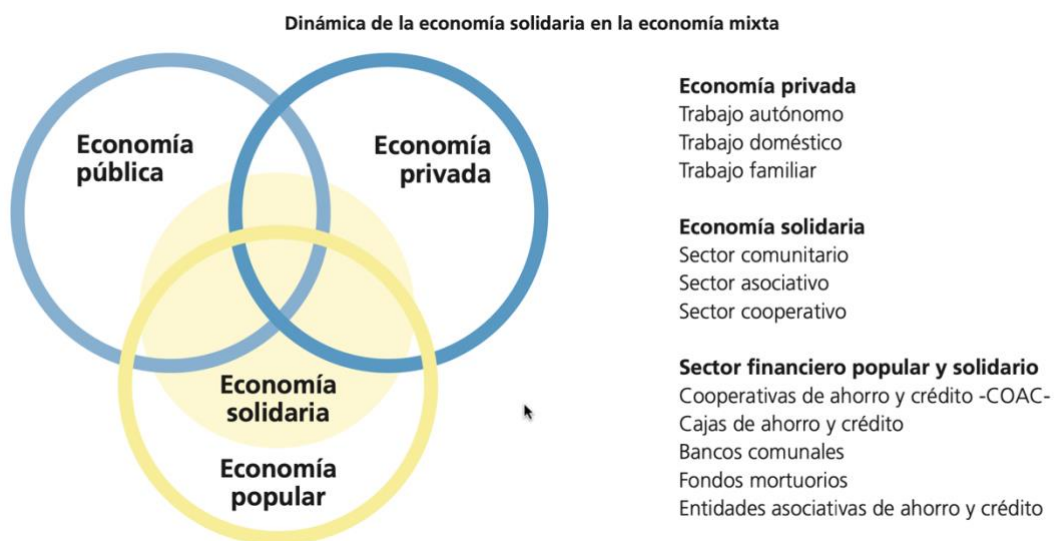 Dinámica de la economía solidaria en la economía mixta
Economía
pública
Economía
privada
Economía
solidaria
Economía
popular
Economía privada
Trabajo autónomo
Trabajo doméstico
Trabajo familiar
Economía solidaria
Sector comunitario
Sector asociativo
Sector cooperativo
Sector financiero popular y solidario
Cooperativas de ahorro y crédito -COAC-
Cajas de ahorro y crédito
Bancos comunales
Fondos mortuorios
Entidades asociativas de ahorro y crédito